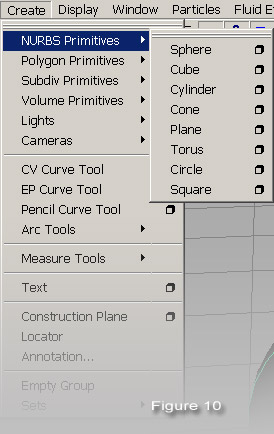 Create Display Window Particles Fluid Ef
NURBS Primitives
Polygon Primitives
Subdiv Primitives
Volume Primitives
Lights
Cameras
CV Curve Tool
EP Curve Tool
Pencil Curve Tool
Arc Tools
Measure Tools
Text
Construction Plane
Locator
Annotation...
Empty Group
Sets
Sphere
Cube
Cylinder
Cone
Plane
Torus
Circle
Square
Figure 10